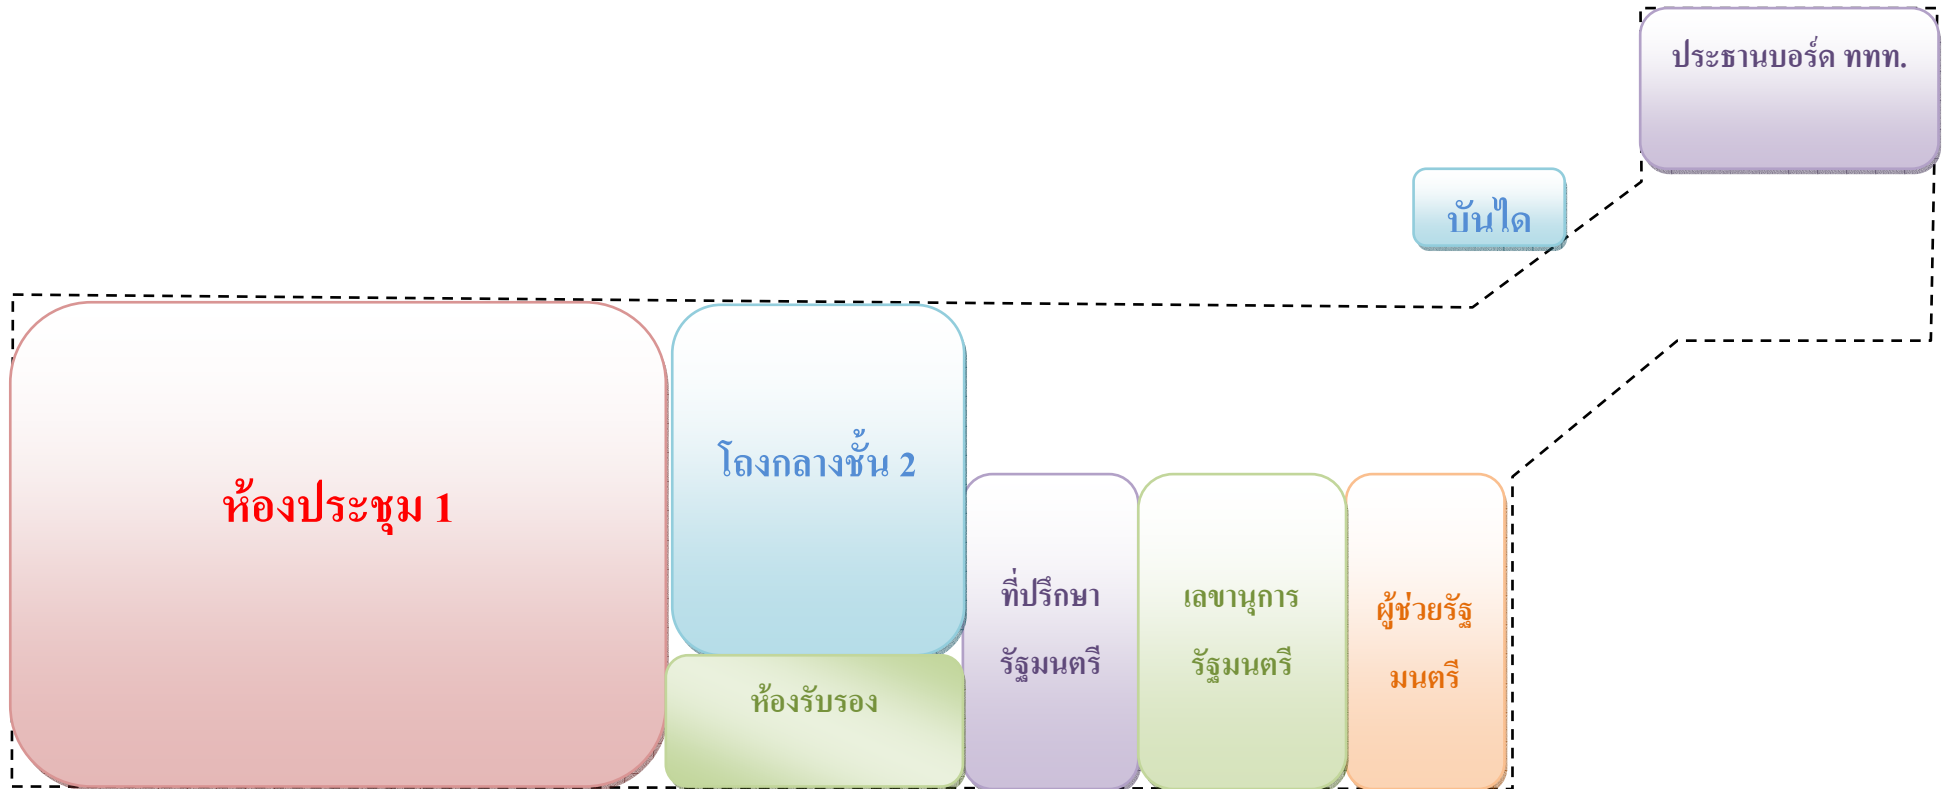 ประธานบอร์ด ททท.
บันได
โถงกลางชั้น 2
ห้องประชุม 1
ที่ปรึกษา
รัฐมนตรี
เลขานุการ
รัฐมนตรี
ผู้ช่วยรัฐ
มนตรี
ห้องรับรอง